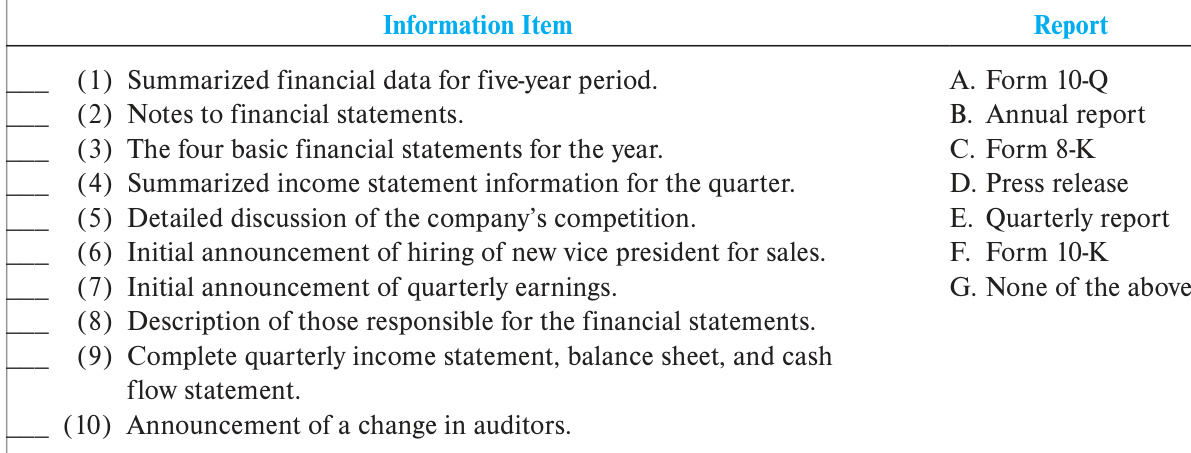 Information Item Report
___ (1) Summarized financial data for five-year period. A. Form 10-Q
___ (2) Notes to financial statements. B. Annual report
___ (3) The four basic financial statements for the year. C. Form 8-K
___ (4) Summarized income statement information for the quarter. D. Press release
___ (5) Detailed discussion of the company’s competition. E. Quarterly report
___ (6) Initial announcement of hiring of new vice president for sales. F. Form 10-K
___ (7) Initial announcement of quarterly earnings. G. None of the above
___ (8) Description of those responsible for the financial statements.
___ (9) Complete quarterly income statement, balance sheet, and cash
flow statement.
___ (10) Announcement of a change in auditors.